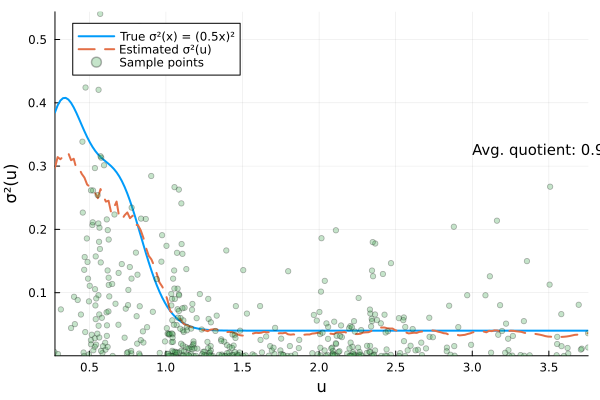 True σ²(x) = (0.5x)²
Estimated σ²(u)
Sample points
Avg. quotient: 0.9
σ²(u)
0.5
0.4
0.3
0.2
0.1
0.5 1.0 1.5 2.0 2.5 3.0 3.5
u